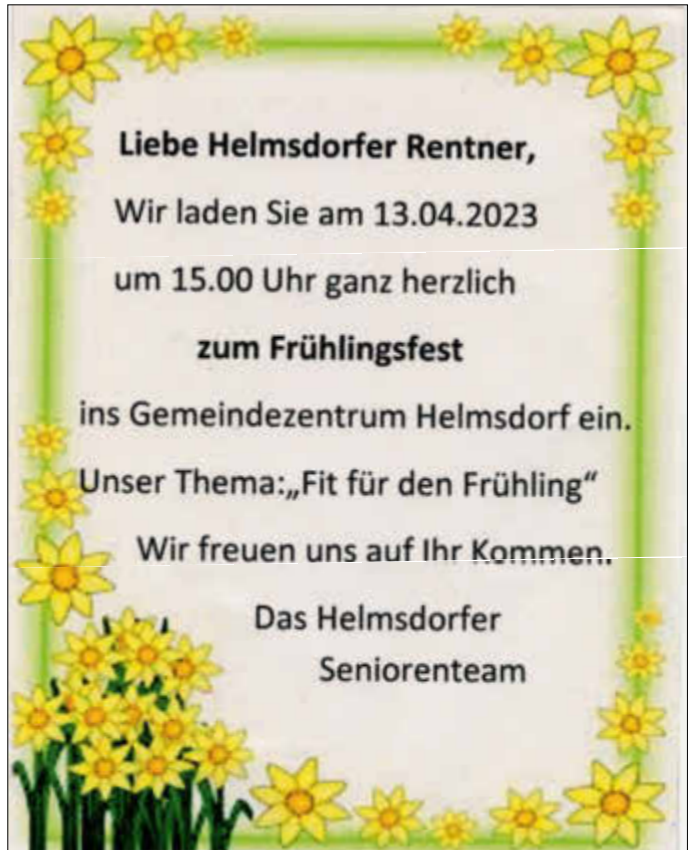 Liebe Helmsdorfer Rentner,
Wir laden Sie am 13.04.2023
um 15.00 Uhr ganz herzlich
zum Frühlingsfest
ins Gemeindezentrum Helmsdorf ein.
Unser Thema:„Fit für den Frühling“
Wir freuen uns auf Ihr Kommen.
Das Helmsdorfer
Seniorenteam